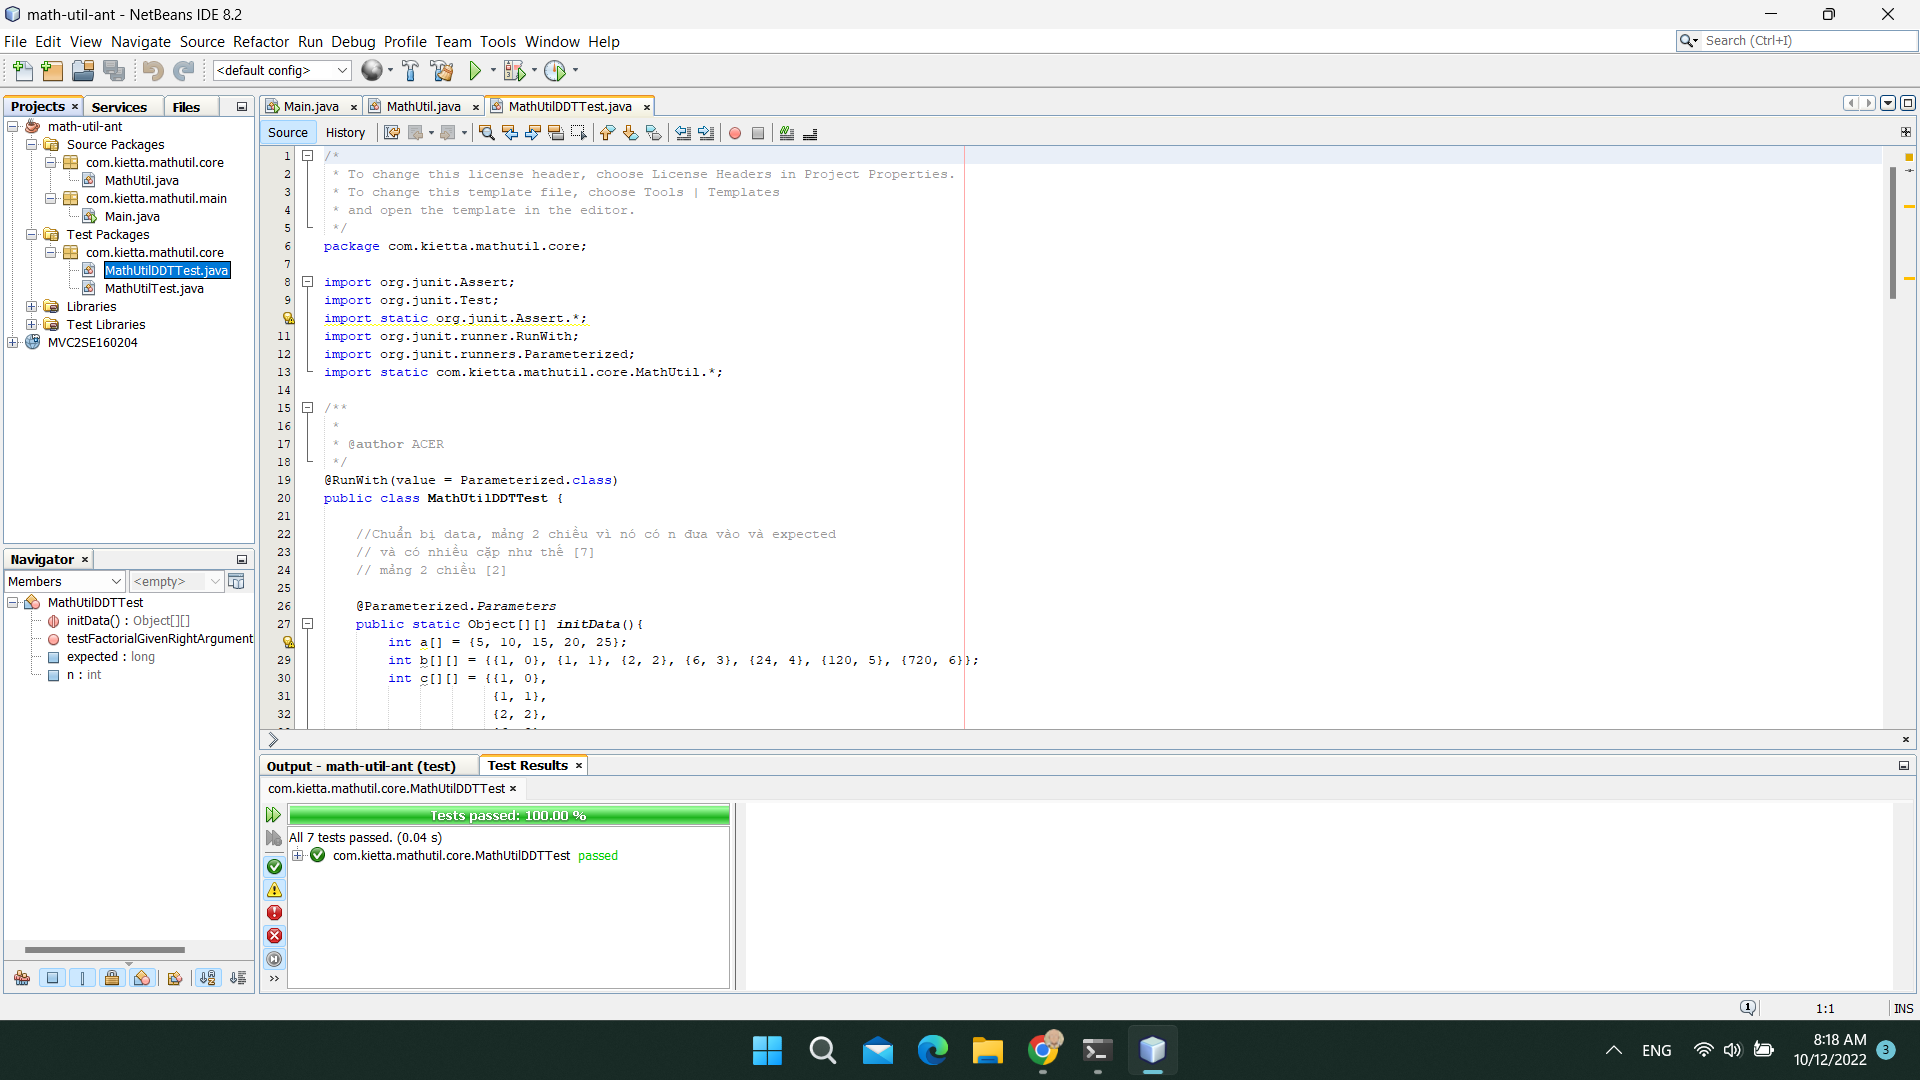 math-util-ant - NetBeans IDE 8.2
File Edit View Navigate Source Refactor Run Debug Profile Team Tools Window Help
Search (Ctrl+I)
<default config>
Projects Services Files
math-util-ant
Source Packages
com.kietta.mathutil.core
MathUtil.java
com.kietta.mathutil.main
Main.java
Test Packages
com.kietta.mathutil.core
MathUtilDDTTest.java
MathUtilTest.java
Libraries
Test Libraries
MVC2SE160204
Navigator
Members <empty>
MathUtilDDTTest
initData() : Object[][]
testFactorialGivenRightArgument
expected : long
n : int
Main.java MathUtil.java MathUtilDDTTest.java
Source History
1 /*
2 * To change this license header, choose License Headers in Project Properties.
3 * To change this template file, choose Tools | Templates
4 * and open the template in the editor.
5 */
6 package com.kietta.mathutil.core;
7
8 import org.junit.Assert;
9 import org.junit.Test;
import static org.junit.Assert.*;
11 import org.junit.runner.RunWith;
12 import org.junit.runners.Parameterized;
13 import static com.kietta.mathutil.core.MathUtil.*;
14
15 /**
16 *
17 * @author ACER
18 */
19 @RunWith(value = Parameterized.class)
20 public class MathUtilDDTTest {
21
22 //Chuẩn bị data, mảng 2 chiều vì nó có n đưa vào và expected
23 // và có nhiều cặp như thế [7]
24 // mảng 2 chiều [2]
25
26 @Parameterized.Parameters
27 public static Object[][] initData(){
int a[] = {5, 10, 15, 20, 25};
29 int b[][] = {{1, 0}, {1, 1}, {2, 2}, {6, 3}, {24, 4}, {120, 5}, {720, 6}};
30 int c[][] = {{1, 0},
31 {1, 1},
32 {2, 2},
Output - math-util-ant (test) Test Results
com.kietta.mathutil.core.MathUtilDDTTest
Tests passed: 100.00 %
All 7 tests passed. (0.04 s)
com.kietta.mathutil.core.MathUtilDDTTest passed
1 1:1 INS
ENG
8:18 AM
10/12/2022
3